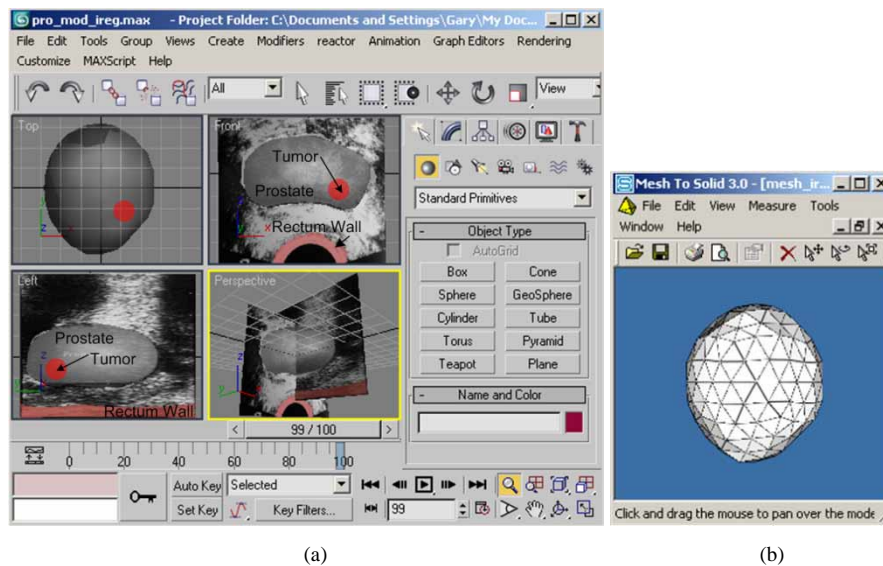 pro_mod_ireg.max - Project Folder: C:\Documents and Settings\Gary\My Doc...
File Edit Tools Group Views Create Modifiers reactor Animation Graph Editors Rendering
Customize MAXScript Help
All
View
Top
Front
Tumor
Prostate
Rectum Wall
x
y
z
Left
Prostate
Tumor
Rectum Wall
Perspective
z
y
x
Standard Primitives
- Object Type
AutoGrid
Box Cone
Sphere GeoSphere
Cylinder Tube
Torus Pyramid
Teapot Plane
- Name and Color
< 99 / 100 >
0 20 40 60 80 100
Auto Key Selected
Set Key Key Filters... 99
(a)
Mesh To Solid 3.0 - [mesh_ir...
File Edit View Measure Tools
Window Help
Click and drag the mouse to pan over the mode
(b)